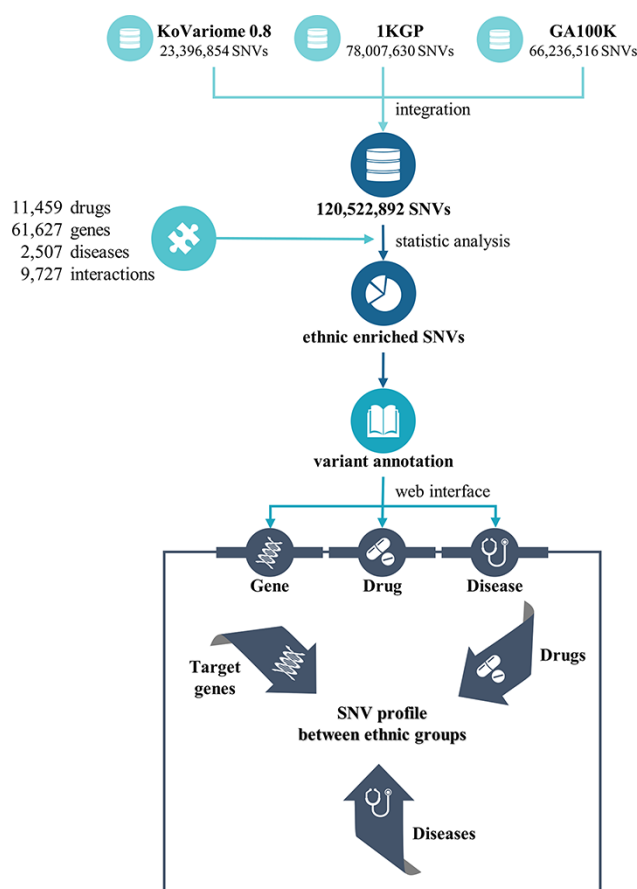 KoVariome 0.8
23,396,854 SNVs
1KGP
78,007,630 SNVs
GA100K
66,236,516 SNVs
integration
120,522,892 SNVs
11,459 drugs
61,627 genes
2,507 diseases
9,727 interactions
statistic analysis
ethnic enriched SNVs
variant annotation
web interface
Gene
Drug
Disease
Target
genes
Drugs
SNV profile
between ethnic groups
Diseases